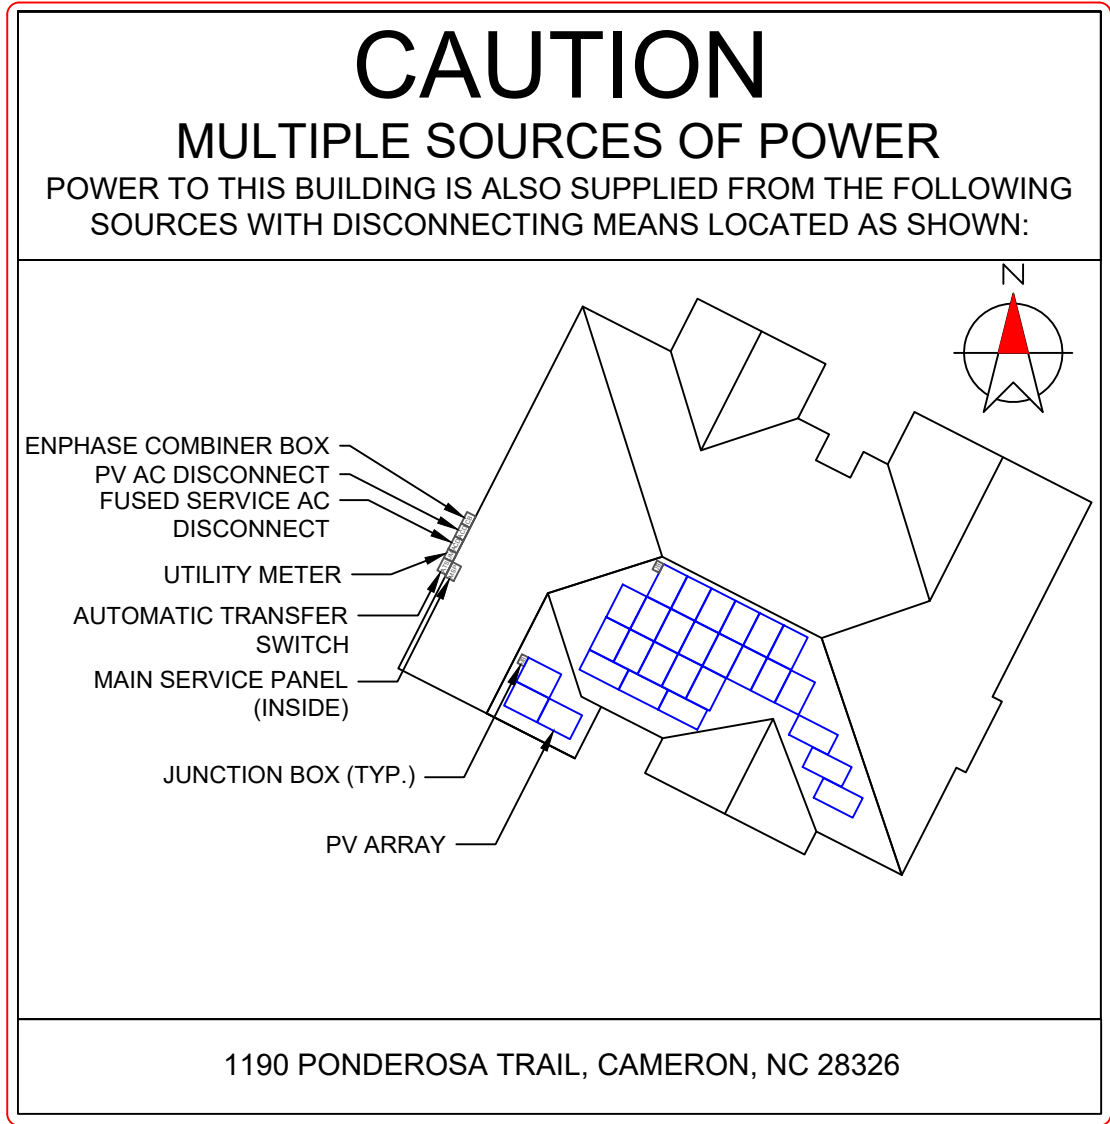 CAUTION
MULTIPLE SOURCES OF POWER
POWER TO THIS BUILDING IS ALSO SUPPLIED FROM THE FOLLOWING
SOURCES WITH DISCONNECTING MEANS LOCATED AS SHOWN:
N
ENPHASE COMBINER BOX
PV AC DISCONNECT
FUSED SERVICE AC
DISCONNECT
UTILITY METER
AUTOMATIC TRANSFER
SWITCH
MAIN SERVICE PANEL
(INSIDE)
JUNCTION BOX (TYP.)
PV ARRAY
1190 PONDEROSA TRAIL, CAMERON, NC 28326